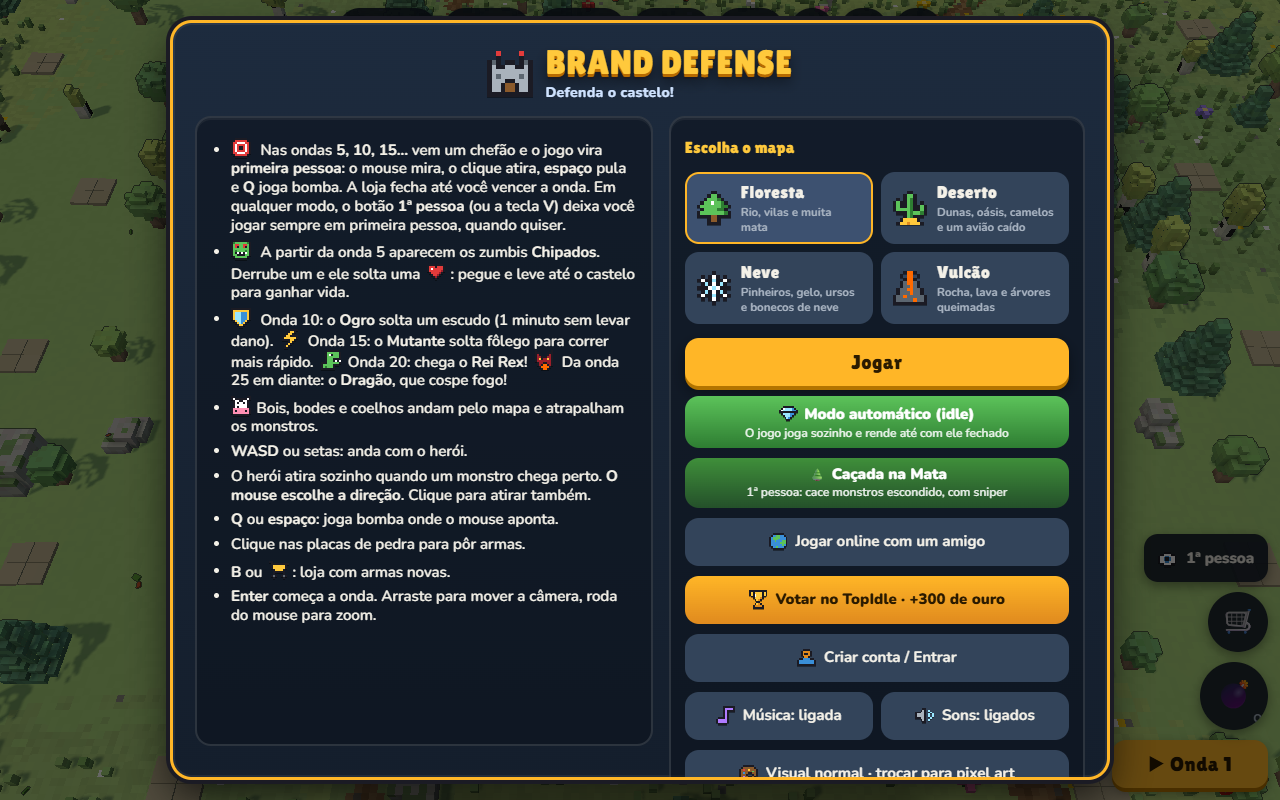 BRAND DEFENSE
Defenda o castelo!
Nas ondas 5, 10, 15... vem um chefão e o jogo vira
primeira pessoa: o mouse mira, o clique atira, espaço pula
e Q joga bomba. A loja fecha até você vencer a onda. Em
qualquer modo, o botão 1ª pessoa (ou a tecla V) deixa você
jogar sempre em primeira pessoa, quando quiser.
A partir da onda 5 aparecem os zumbis Chipados.
Derrube um e ele solta uma : pegue e leve até o castelo
para ganhar vida.
Onda 10: o Ogro solta um escudo (1 minuto sem levar
dano). Onda 15: o Mutante solta fôlego para correr
mais rápido. Onda 20: chega o Rei Rex! Da onda
25 em diante: o Dragão, que cospe fogo!
Bois, bodes e coelhos andam pelo mapa e atrapalham
os monstros.
WASD ou setas: anda com o herói.
O herói atira sozinho quando um monstro chega perto. O
mouse escolhe a direção. Clique para atirar também.
Q ou espaço: joga bomba onde o mouse aponta.
Clique nas placas de pedra para pôr armas.
B ou : loja com armas novas.
Enter começa a onda. Arraste para mover a câmera, roda
do mouse para zoom.
Escolha o mapa
Floresta
Rio, vilas e muita
mata
Deserto
Dunas, oásis, camelos
e um avião caído
Neve
Pinheiros, gelo, ursos
e bonecos de neve
Vulcão
Rocha, lava e árvores
queimadas
Jogar
Modo automático (idle)
O jogo joga sozinho e rende até com ele fechado
Caçada na Mata
1ª pessoa: cace monstros escondido, com sniper
Jogar online com um amigo
Votar no TopIdle · +300 de ouro
Criar conta / Entrar
Música: ligada
Sons: ligados
Visual normal · trocar para pixel art
1ª pessoa
▶ Onda 1